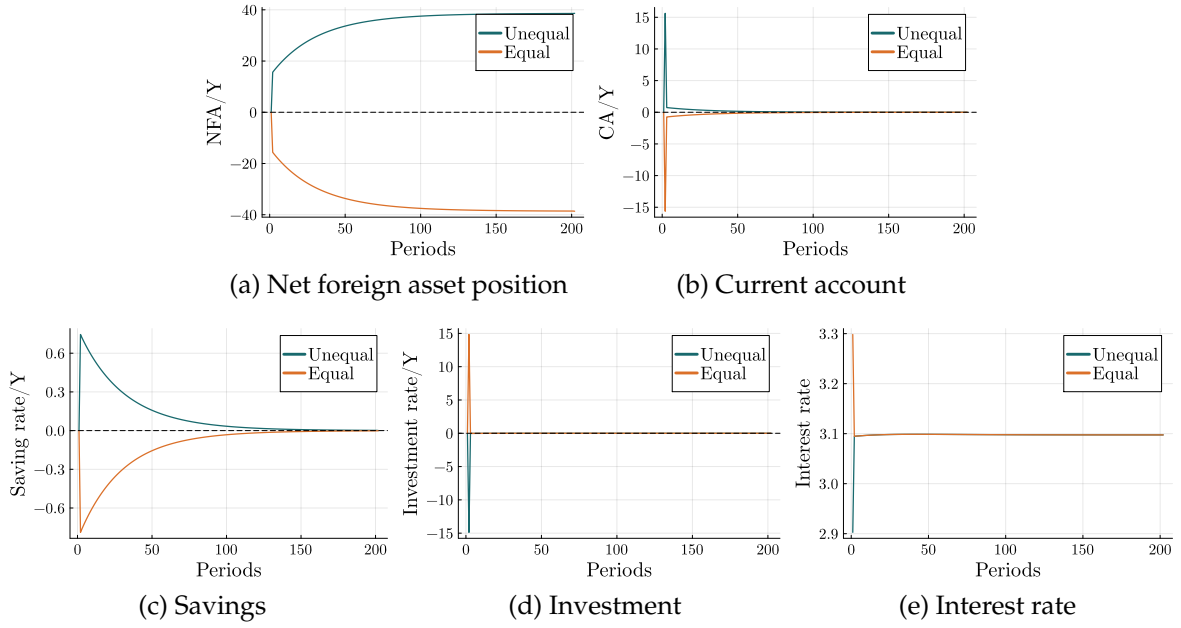 NFA/Y
40
20
0
−20
−40
0
50
100
150
200
Periods
Unequal
Equal
(a) Net foreign asset position
CA/Y
15
10
5
0
−5
−10
−15
0
50
100
150
200
Periods
Unequal
Equal
(b) Current account
Saving rate/Y
0.6
0.3
0.0
−0.3
−0.6
0
50
100
150
200
Periods
Unequal
Equal
(c) Savings
Investment rate/Y
15
10
5
0
−5
−10
−15
0
50
100
150
200
Periods
Unequal
Equal
(d) Investment
Interest rate
3.3
3.2
3.1
3.0
2.9
0
50
100
150
200
Periods
Unequal
Equal
(e) Interest rate